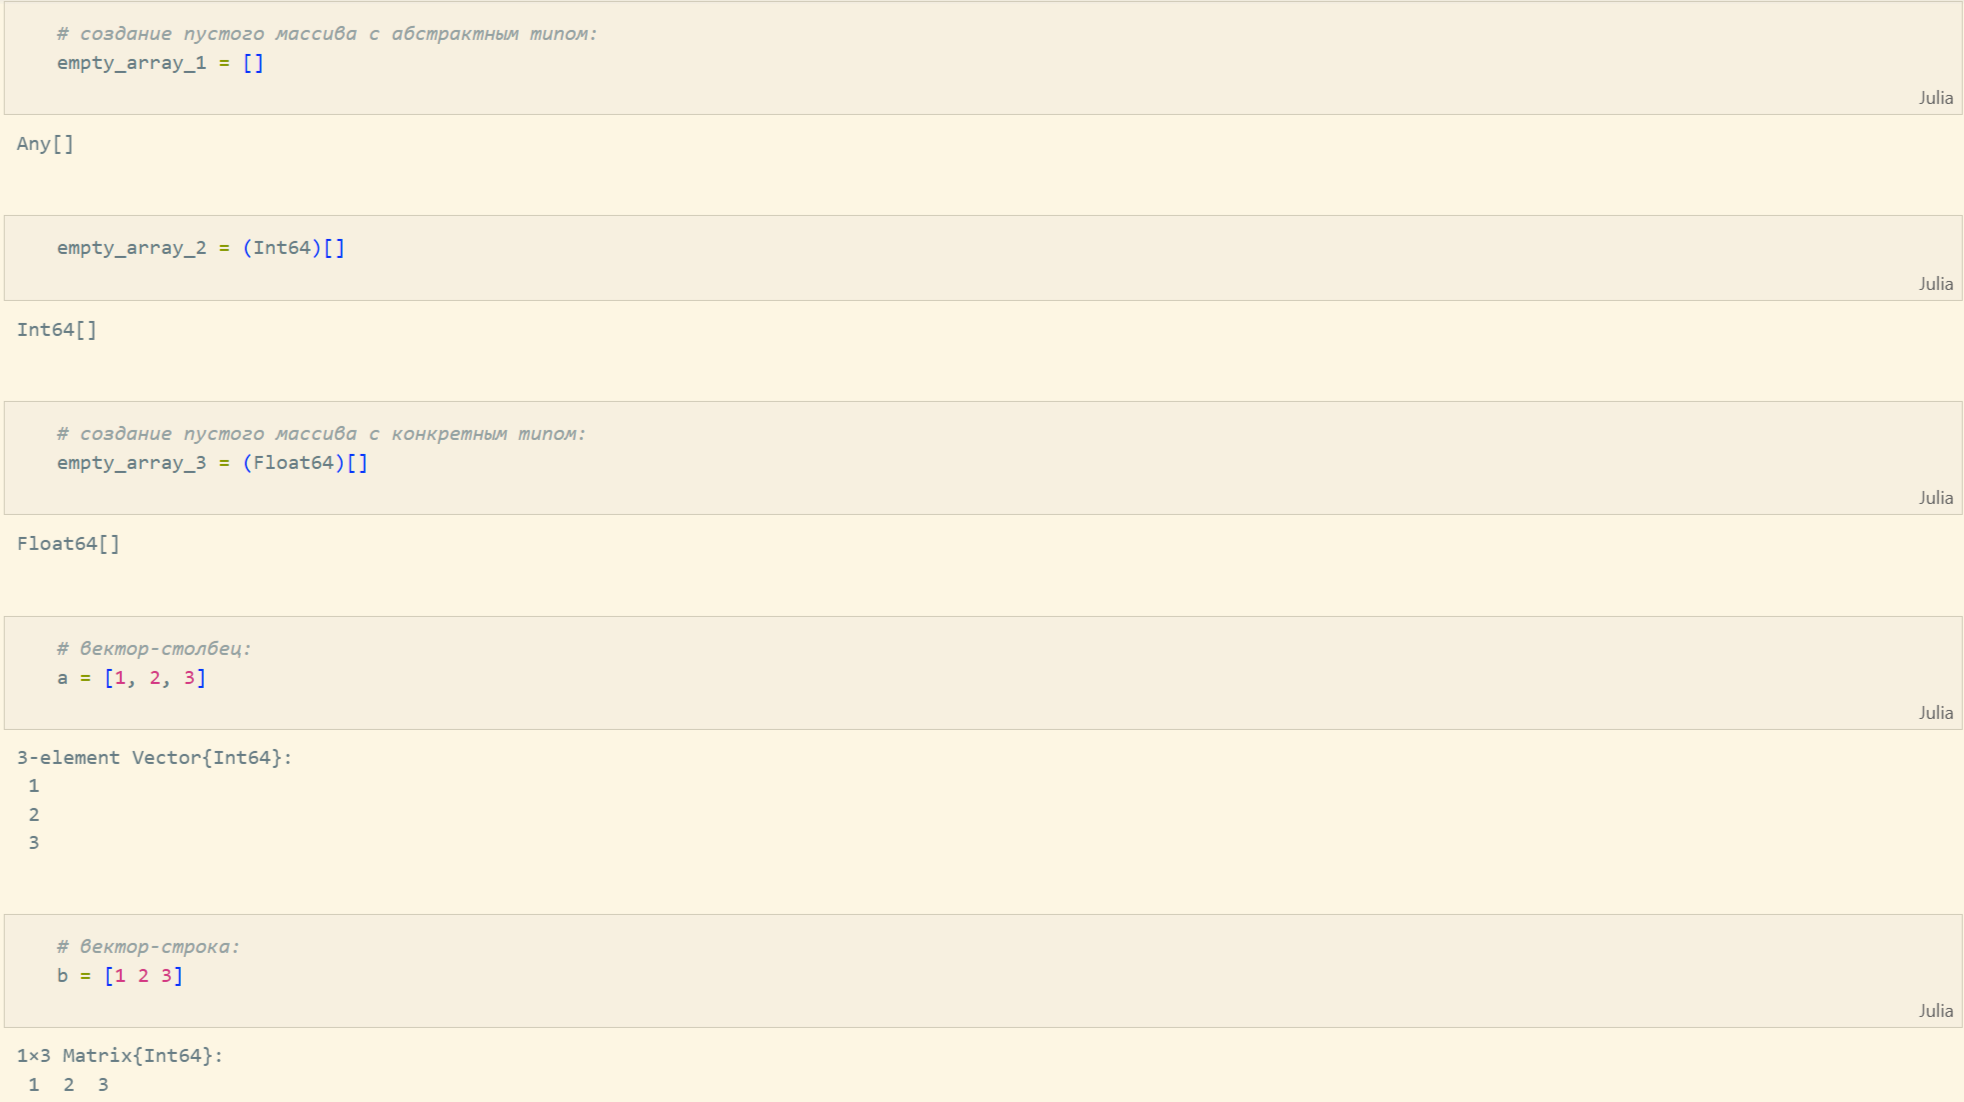 # создание пустого массива с абстрактным типом:
empty_array_1 = []
Julia
Any[]
empty_array_2 = (Int64)[]
Julia
Int64[]
# создание пустого массива с конкретным типом:
empty_array_3 = (Float64)[]
Julia
Float64[]
# вектор-столбец:
a = [1, 2, 3]
Julia
3-element Vector{Int64}:
1
2
3
# вектор-строка:
b = [1 2 3]
Julia
1×3 Matrix{Int64}:
1  2  3